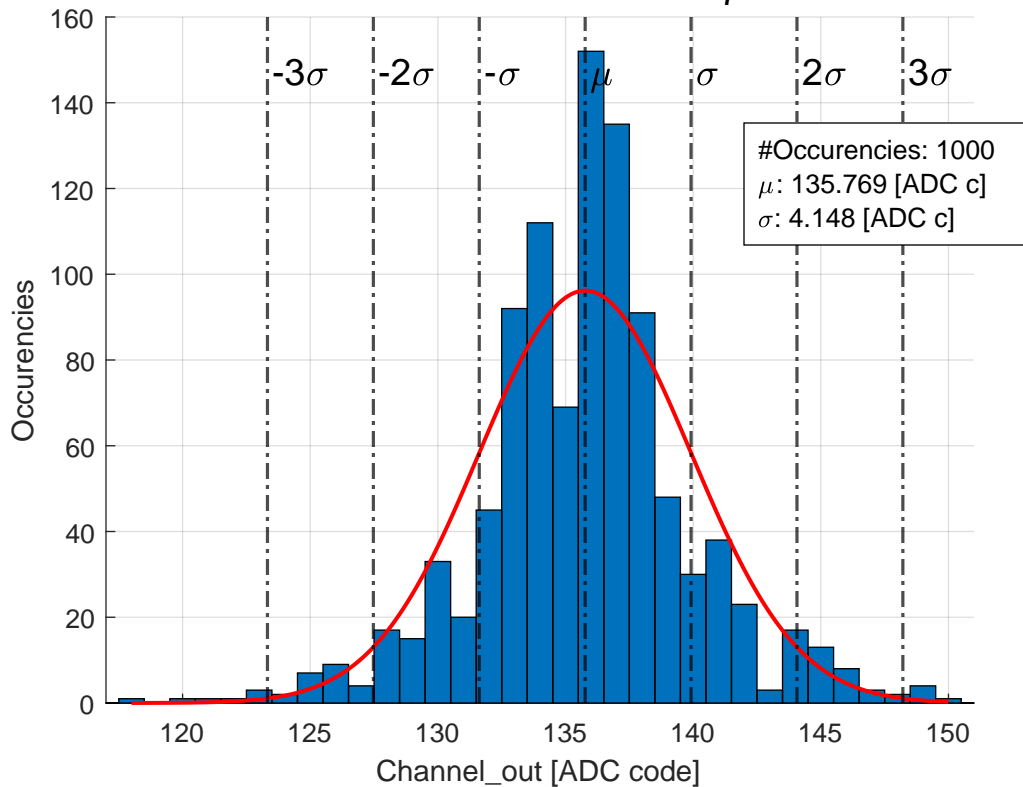 160
140
120
100
80
60
40
20
0
Occurencies
-3σ
-2σ
-σ
μ
σ
2σ
3σ
#Occurencies: 1000
μ: 135.769 [ADC c]
σ: 4.148 [ADC c]
120
125
130
135
140
145
150
Channel_out [ADC code]